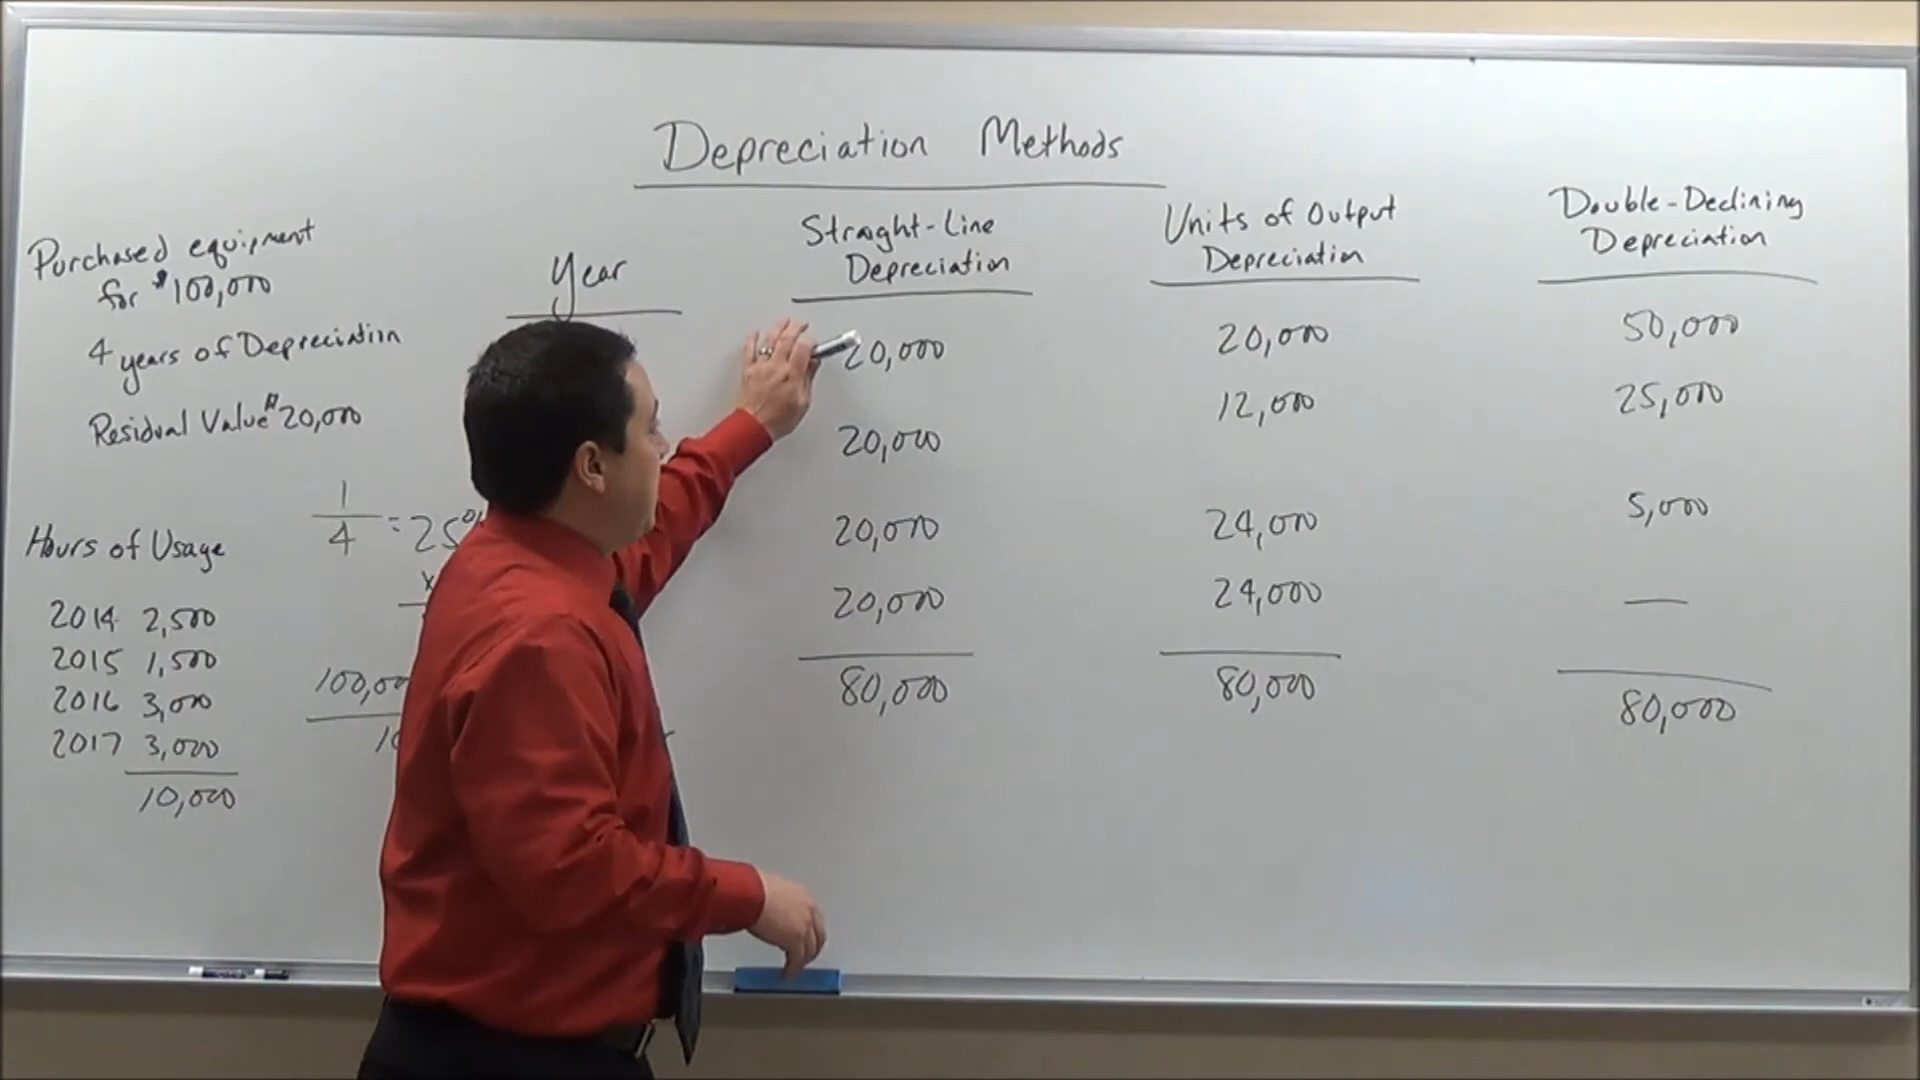 Depreciation Methods
Purchased equipment
for $100,000
4 years of Depreciation
Residual Value $20,000
Hours of Usage
2014 2,500
2015 1,500
2016 3,000
2017 3,000
10,000
1
4 = 25%
x
Year
Straight-Line
Depreciation
20,000
20,000
20,000
20,000
80,000
Units of Output
Depreciation
20,000
12,000
24,000
24,000
80,000
Double-Declining
Depreciation
50,000
25,000
5,000
—
80,000